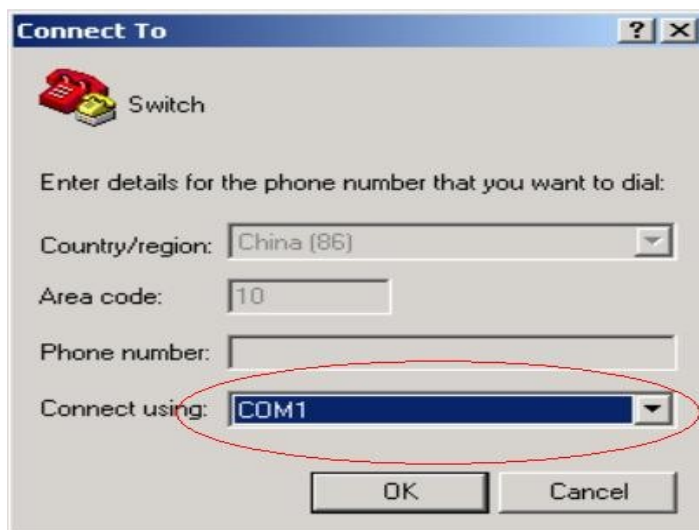 Connect To
Switch
Enter details for the phone number that you want to dial:
Country/region: China (86)
Area code: 10
Phone number:
Connect using: COM1
OK Cancel